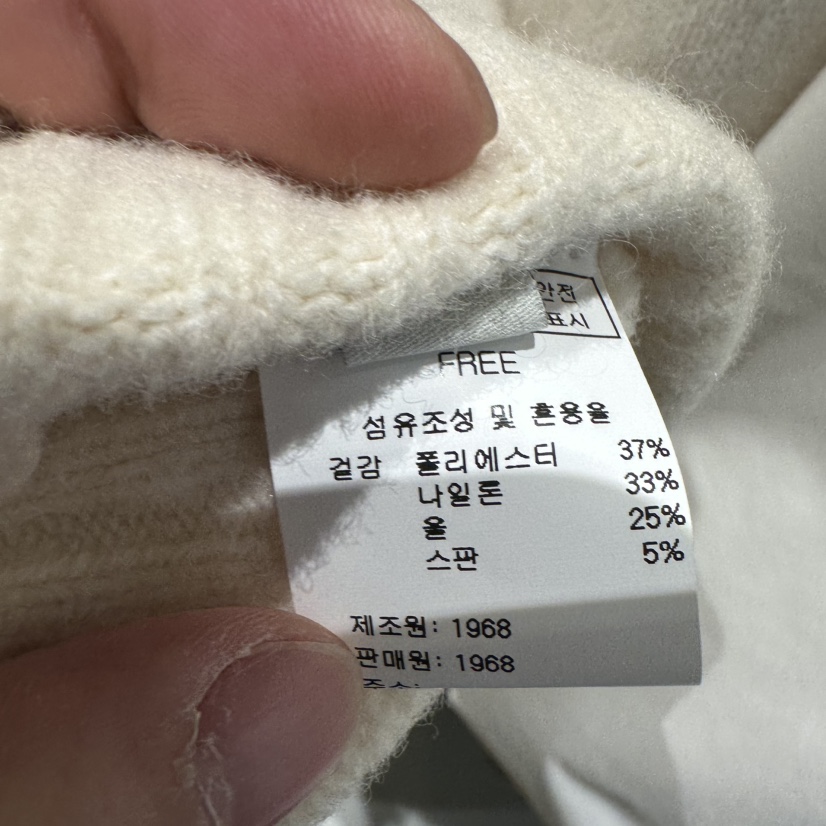 안전
표시
FREE
섬유조성 및 혼용율
겉감 폴리에스터 37%
나일론 33%
울 25%
스판 5%
제조원: 1968
판매원: 1968
주소: